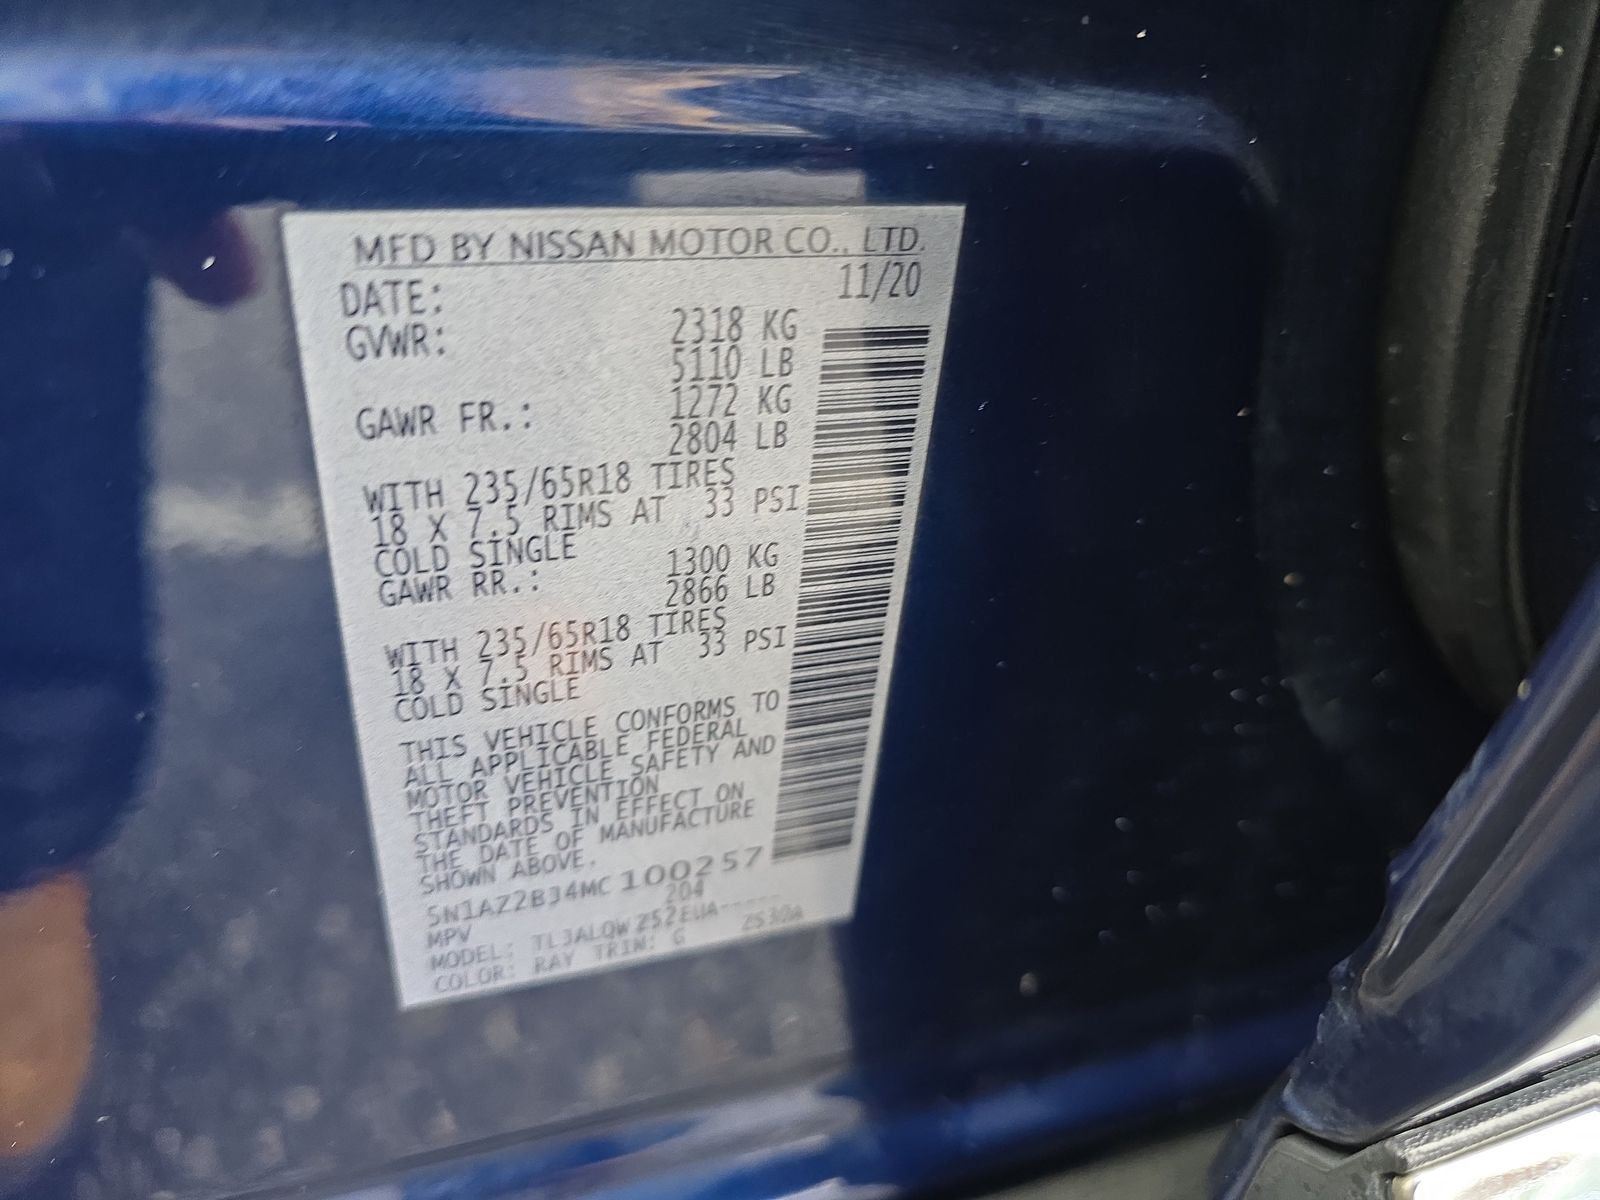 MFD BY NISSAN MOTOR CO., LTD.
DATE: 11/20
GVWR: 2318 KG
5110 LB
GAWR FR.: 1272 KG
2804 LB
WITH 235/65R18 TIRES
18 X 7.5 RIMS AT 33 PSI
COLD SINGLE
GAWR RR.: 1300 KG
2866 LB
WITH 235/65R18 TIRES
18 X 7.5 RIMS AT 33 PSI
COLD SINGLE
THIS VEHICLE CONFORMS TO
ALL APPLICABLE FEDERAL
MOTOR VEHICLE SAFETY AND
THEFT PREVENTION
STANDARDS IN EFFECT ON
THE DATE OF MANUFACTURE
SHOWN ABOVE.
5N1AZ2B34MC100257
MPV 204
MODEL: TL3ALQWZ52EUA-----
COLOR: RAY TRIM: G ZS30A